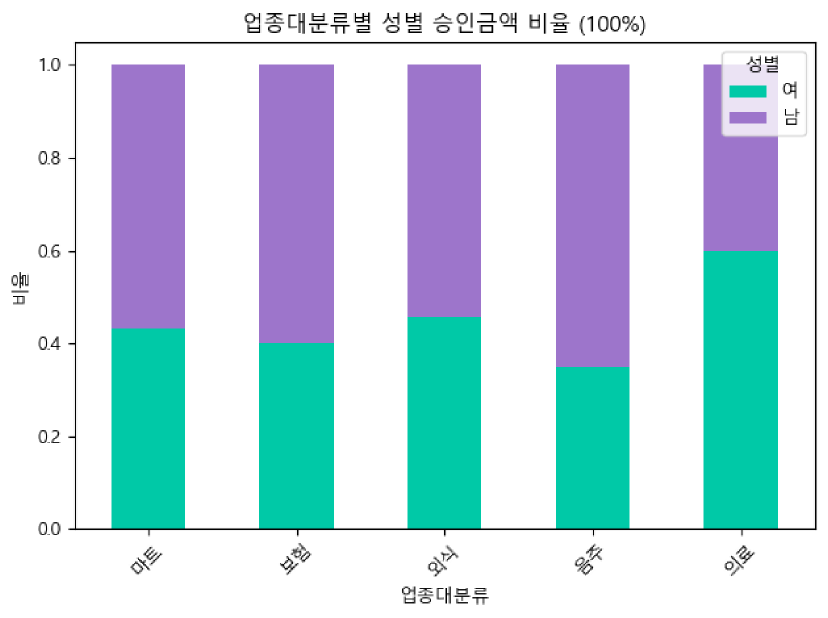 업종대분류별 성별 승인금액 비율 (100%)
성별
여
남
비율
1.0
0.8
0.6
0.4
0.2
0.0
마트
보험
외식
음주
의료
업종대분류